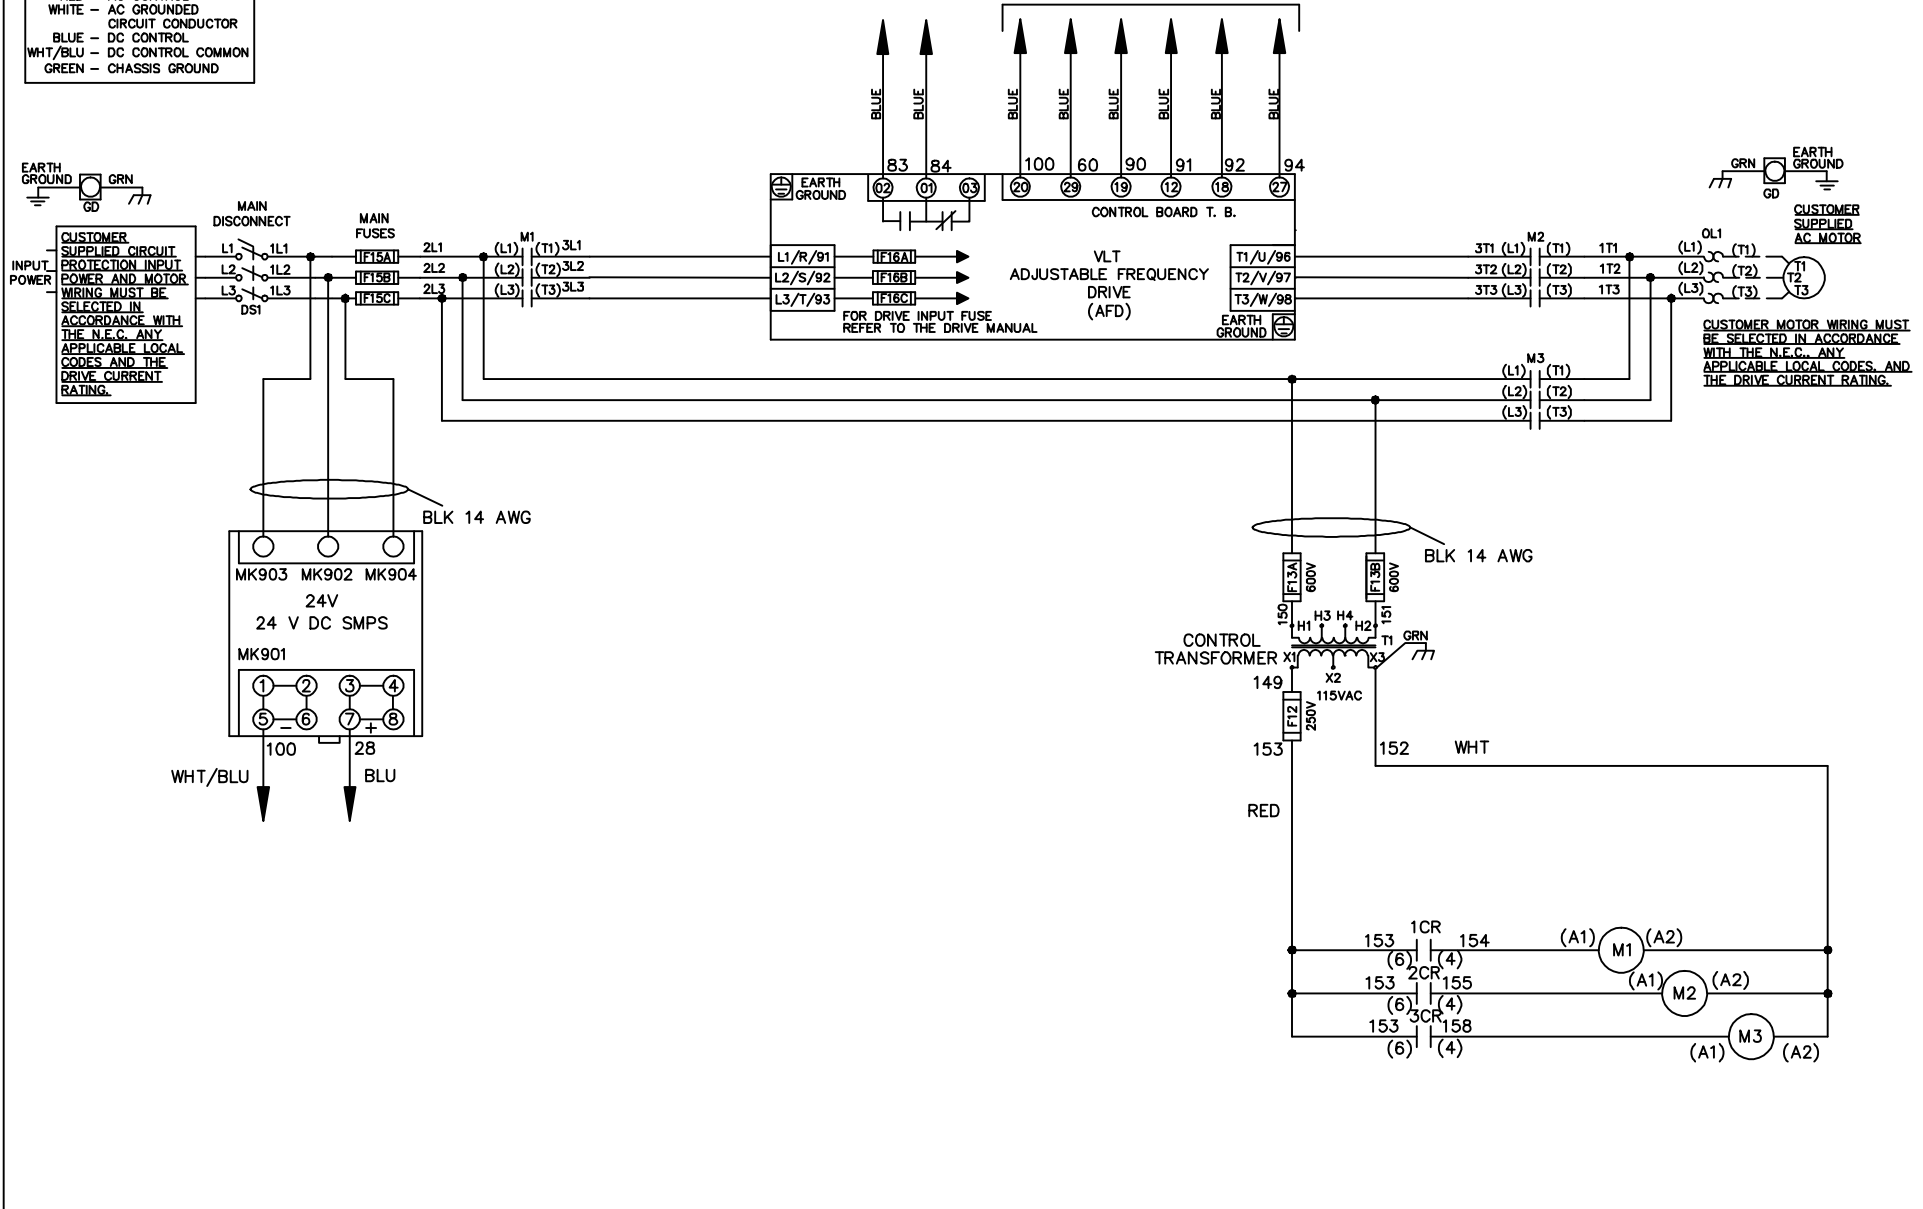 WHITE – AC GROUNDED
CIRCUIT CONDUCTOR
BLUE – DC CONTROL
WHT/BLU – DC CONTROL COMMON
GREEN – CHASSIS GROUND
BLUE
BLUE
BLUE
BLUE
BLUE
BLUE
BLUE
BLUE
83
84
100
60
90
91
92
94
EARTH
GROUND
GRN
GD
EARTH
GROUND
02
01
03
20
29
19
12
18
27
CONTROL BOARD T. B.
GRN
EARTH
GROUND
GD
INPUT
POWER
CUSTOMER
SUPPLIED CIRCUIT
PROTECTION INPUT
POWER AND MOTOR
WIRING MUST BE
SELECTED IN
ACCORDANCE WITH
THE N.E.C. ANY
APPLICABLE LOCAL
CODES AND THE
DRIVE CURRENT
RATING.
MAIN
DISCONNECT
L1
1L1
L2
1L2
L3
1L3
DS1
MAIN
FUSES
F15A
F15B
F15C
2L1
2L2
2L3
M1
(L1)
(T1)
3L1
(L2)
(T2)
3L2
(L3)
(T3)
3L3
L1/R/91
L2/S/92
L3/T/93
F16A
F16B
F16C
FOR DRIVE INPUT FUSE
REFER TO THE DRIVE MANUAL
VLT
ADJUSTABLE FREQUENCY
DRIVE
(AFD)
T1/U/96
T2/V/97
T3/W/98
EARTH
GROUND
M2
3T1 (L1)
(T1)
1T1
3T2 (L2)
(T2)
1T2
3T3 (L3)
(T3)
1T3
OL1
(L1)
(T1)
(L2)
(T2)
(L3)
(T3)
CUSTOMER
SUPPLIED
AC MOTOR
T1
T2
T3
CUSTOMER MOTOR WIRING MUST
BE SELECTED IN ACCORDANCE
WITH THE N.E.C., ANY
APPLICABLE LOCAL CODES, AND
THE DRIVE CURRENT RATING.
M3
(L1)
(T1)
(L2)
(T2)
(L3)
(T3)
BLK 14 AWG
MK903
MK902
MK904
24V
24 V DC SMPS
MK901
1
2
3
4
5
6
7
8
–
+
100
28
WHT/BLU
BLU
BLK 14 AWG
F13A
600V
F13B
600V
150
151
H1
H3
H4
H2
T1
GRN
CONTROL
TRANSFORMER
X1
X3
X2
115VAC
149
F12
250V
153
152
WHT
RED
153
1CR
154
(6)
(4)
(A1)
M1
(A2)
153
2CR
155
(6)
(4)
(A1)
M2
(A2)
153
3CR
158
(6)
(4)
(A1)
M3
(A2)